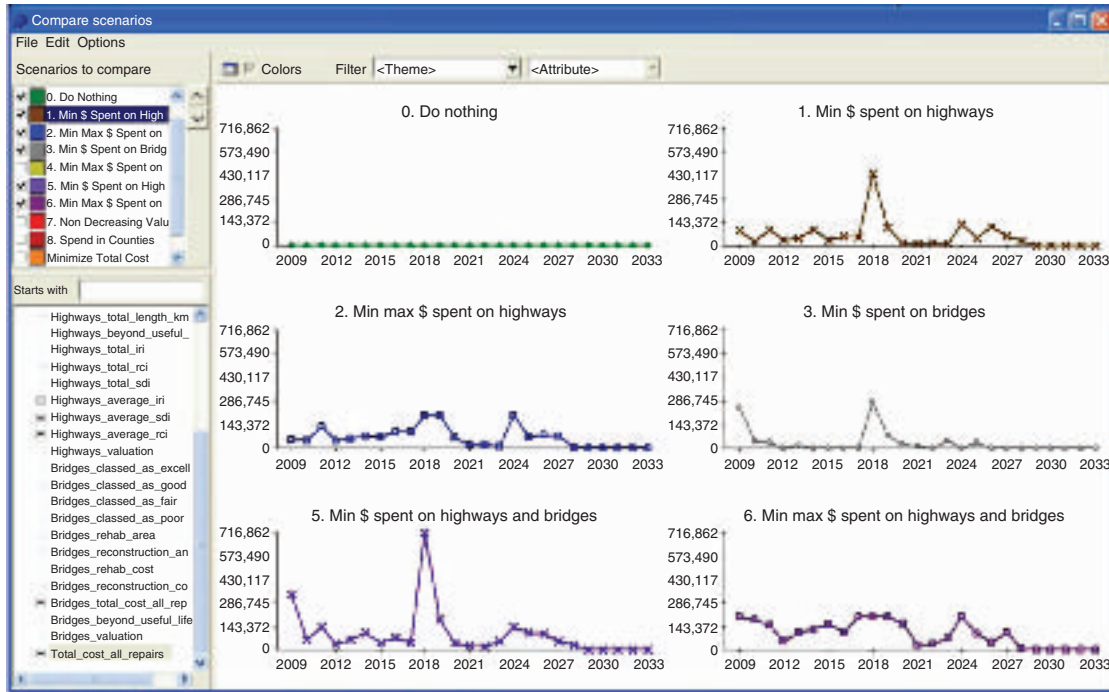 Compare scenarios
File Edit Options
Scenarios to compare
Colors
Filter
<Theme>
<Attribute>
0. Do Nothing
1. Min $ Spent on High
2. Min Max $ Spent on
3. Min $ Spent on Bridg
4. Min Max $ Spent on
5. Min $ Spent on High
6. Min Max $ Spent on
7. Non Decreasing Valu
8. Spend in Counties
Minimize Total Cost
Starts with
Highways_total_length_km
Highways_beyond_useful_
Highways_total_iri
Highways_total_rci
Highways_total_sdi
Highways_average_iri
Highways_average_sdi
Highways_average_rci
Highways_valuation
Bridges_classed_as_excell
Bridges_classed_as_good
Bridges_classed_as_fair
Bridges_classed_as_poor
Bridges_rehab_area
Bridges_reconstruction_an
Bridges_rehab_cost
Bridges_reconstruction_co
Bridges_total_cost_all_rep
Bridges_beyond_useful_life
Bridges_valuation
Total_cost_all_repairs
0. Do nothing
716,862
573,490
430,117
286,745
143,372
0
2009 2012 2015 2018 2021 2024 2027 2030 2033
1. Min $ spent on highways
716,862
573,490
430,117
286,745
143,372
0
2009 2012 2015 2018 2021 2024 2027 2030 2033
2. Min max $ spent on highways
716,862
573,490
430,117
286,745
143,372
0
2009 2012 2015 2018 2021 2024 2027 2030 2033
3. Min $ spent on bridges
716,862
573,490
430,117
286,745
143,372
0
2009 2012 2015 2018 2021 2024 2027 2030 2033
5. Min $ spent on highways and bridges
716,862
573,490
430,117
286,745
143,372
0
2009 2012 2015 2018 2021 2024 2027 2030 2033
6. Min max $ spent on highways and bridges
716,862
573,490
430,117
286,745
143,372
0
2009 2012 2015 2018 2021 2024 2027 2030 2033